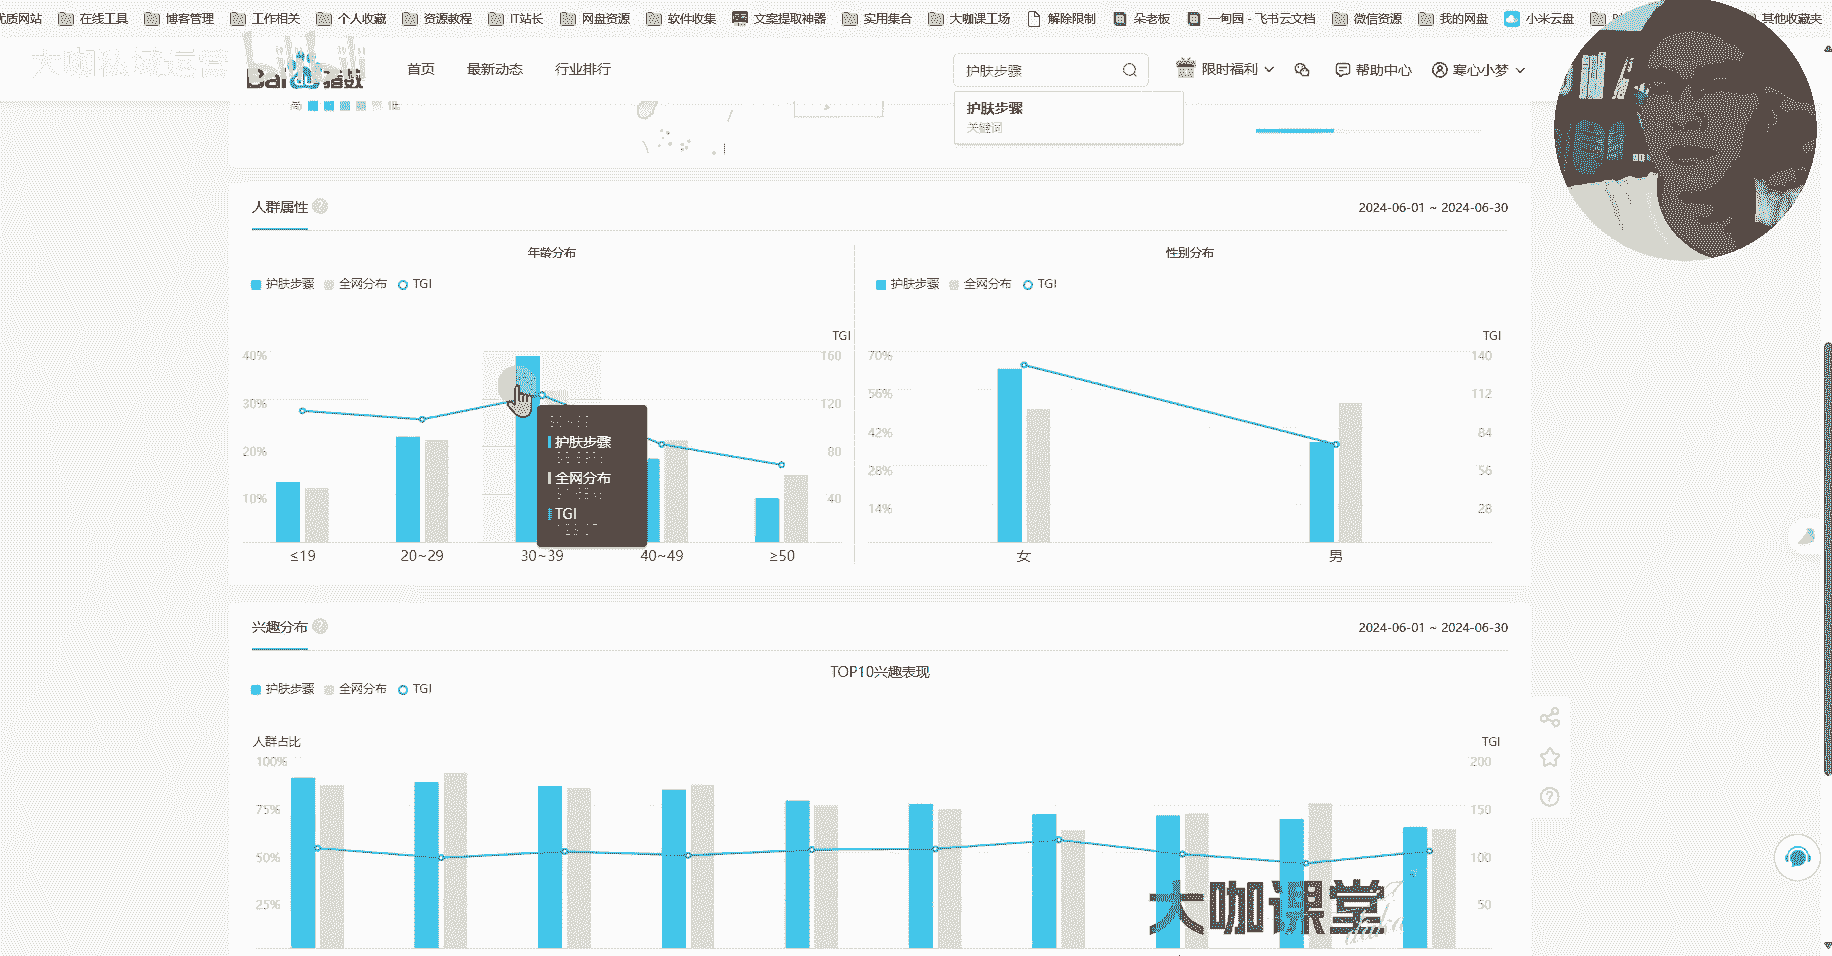 优质网站 在线工具 博客管理 工作相关 个人收藏 资源教程 IT站长 网盘资源 软件收集 文案提取神器 实用集合 大咖课工场 解除限制 朵老板 一甸园 - 飞书云文档 微信资源 我的网盘 小米云盘 其他收藏夹
大咖私域运营 Baidu指数 首页 最新动态 行业排行 护肤步骤 限时福利 帮助中心 寒心小梦
高 低
护肤步骤
关键词
人群属性 2024-06-01 ~ 2024-06-30
年龄分布 性别分布
护肤步骤 全网分布 TGI 护肤步骤 全网分布 TGI
TGI TGI
40% 160 70% 140
30% 120 56% 112
护肤步骤
42% 84
20% 80
28% 56
全网分布
10% 40
14% 28
TGI
≤19 20~29 30~39 40~49 ≥50 女 男
兴趣分布 2024-06-01 ~ 2024-06-30
TOP10兴趣表现
护肤步骤 全网分布 TGI
人群占比 TGI
100% 200
75% 150
50% 100
25% 50
大咖课堂